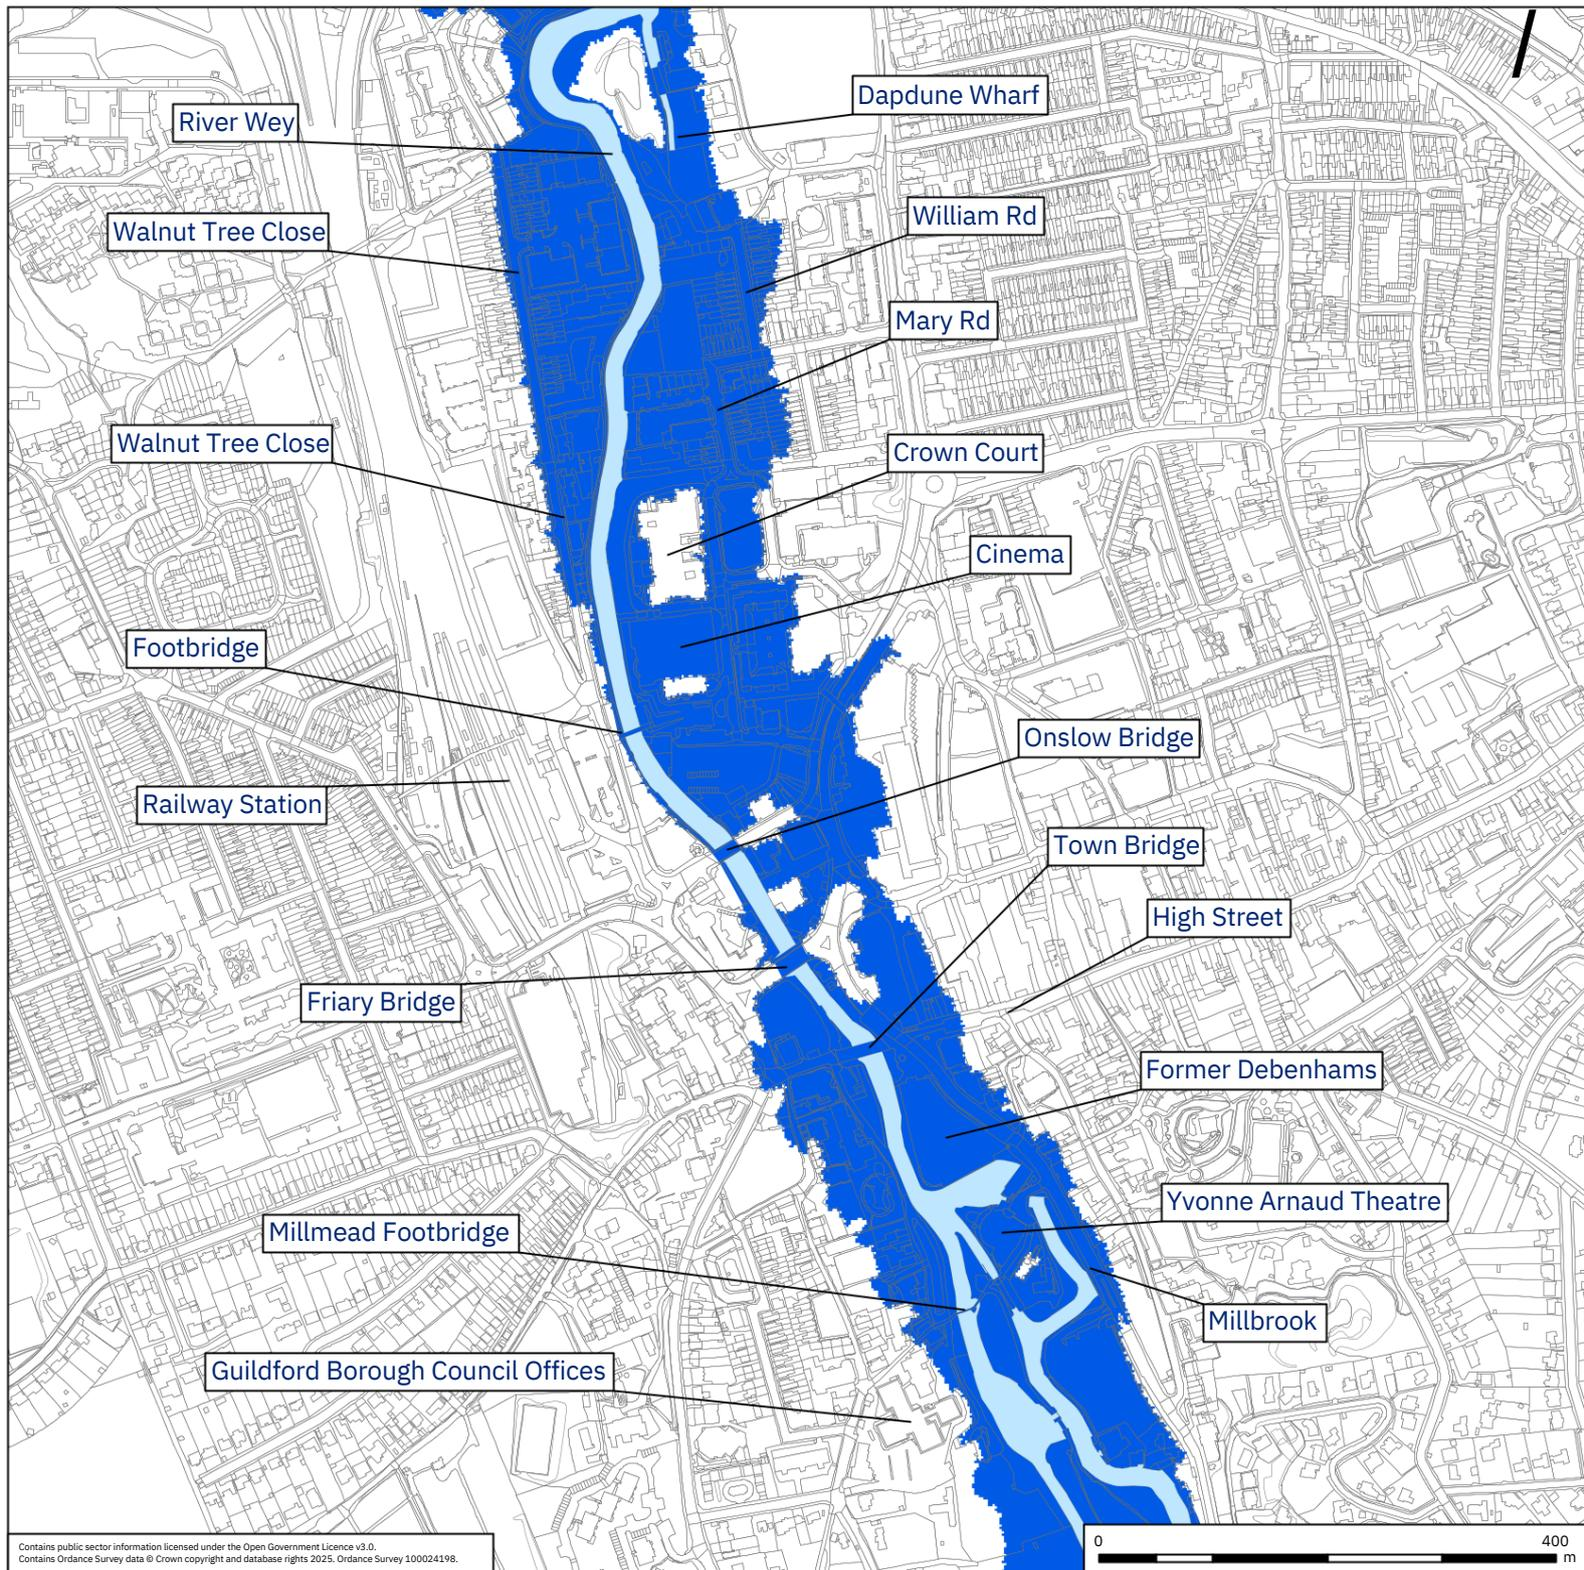 Dapdune Wharf
River Wey
William Rd
Walnut Tree Close
Mary Rd
Walnut Tree Close
Crown Court
Cinema
Footbridge
Onslow Bridge
Railway Station
Town Bridge
High Street
Friary Bridge
Former Debenhams
Yvonne Arnaud Theatre
Millmead Footbridge
Millbrook
Guildford Borough Council Offices
Contains public sector information licensed under the Open Government Licence v3.0.
Contains Ordance Survey data © Crown copyright and database rights 2025. Ordance Survey 100024198.
0 400
m